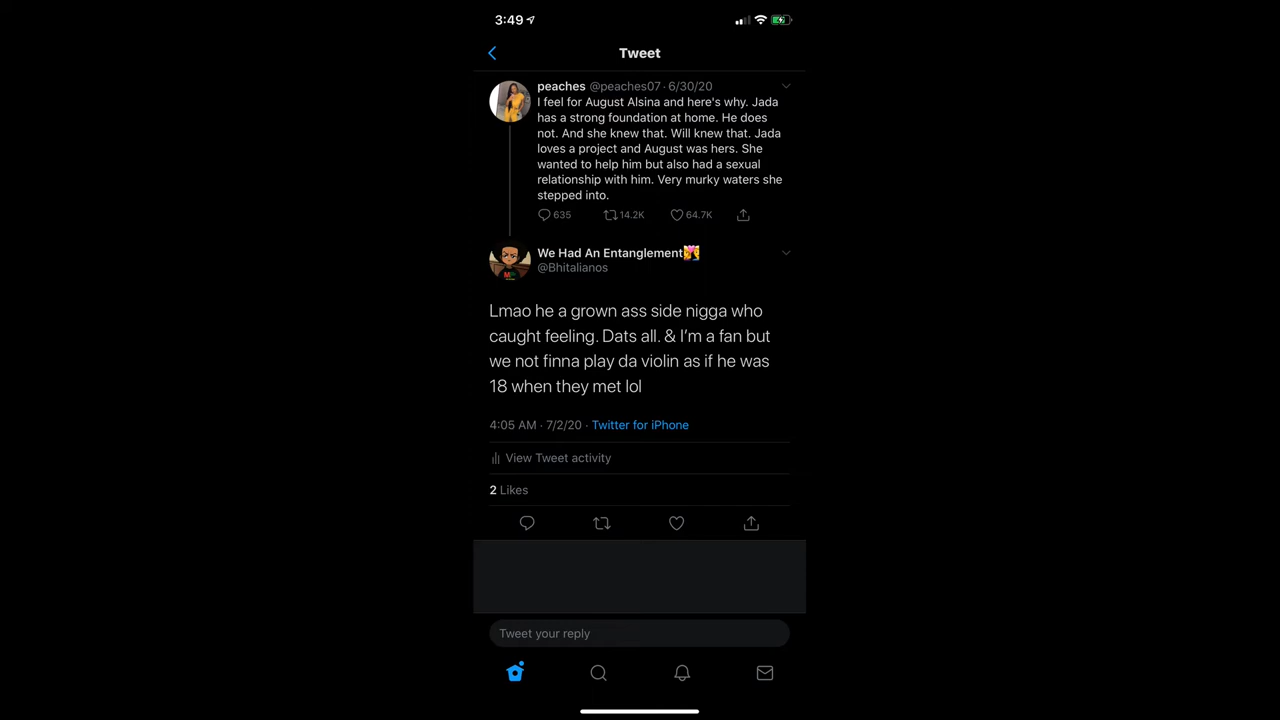 3:49
Tweet
peaches @peaches07 · 6/30/20
I feel for August Alsina and here's why. Jada
has a strong foundation at home. He does
not. And she knew that. Will knew that. Jada
loves a project and August was hers. She
wanted to help him but also had a sexual
relationship with him. Very murky waters she
stepped into.
635 14.2K 64.7K
We Had An Entanglement
@Bhitalianos
Lmao he a grown ass side nigga who
caught feeling. Dats all. & I’m a fan but
we not finna play da violin as if he was
18 when they met lol
4:05 AM · 7/2/20 · Twitter for iPhone
View Tweet activity
2 Likes
Tweet your reply